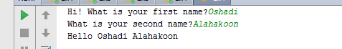 Hi! What is your first name?Oshadi
What is your second name?Alahakoon
Hello Oshadi Alahakoon